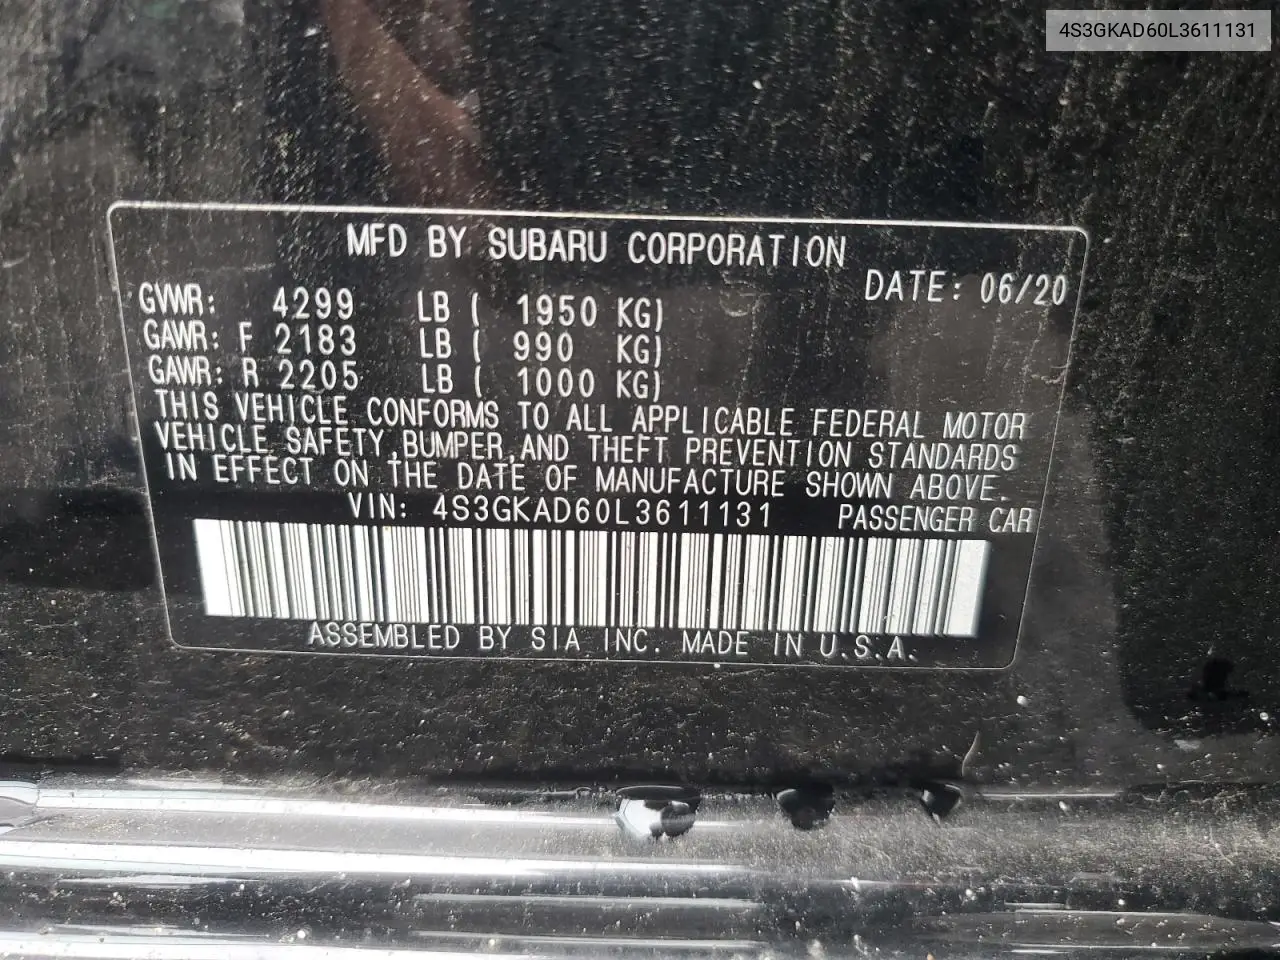 4S3GKAD60L3611131
MFD BY SUBARU CORPORATION
DATE: 06/20
GVWR: 4299 LB ( 1950 KG)
GAWR: F 2183 LB ( 990 KG)
GAWR: R 2205 LB ( 1000 KG)
THIS VEHICLE CONFORMS TO ALL APPLICABLE FEDERAL MOTOR
VEHICLE SAFETY,BUMPER,AND THEFT PREVENTION STANDARDS
IN EFFECT ON THE DATE OF MANUFACTURE SHOWN ABOVE.
VIN: 4S3GKAD60L3611131 PASSENGER CAR
ASSEMBLED BY SIA INC. MADE IN U.S.A.